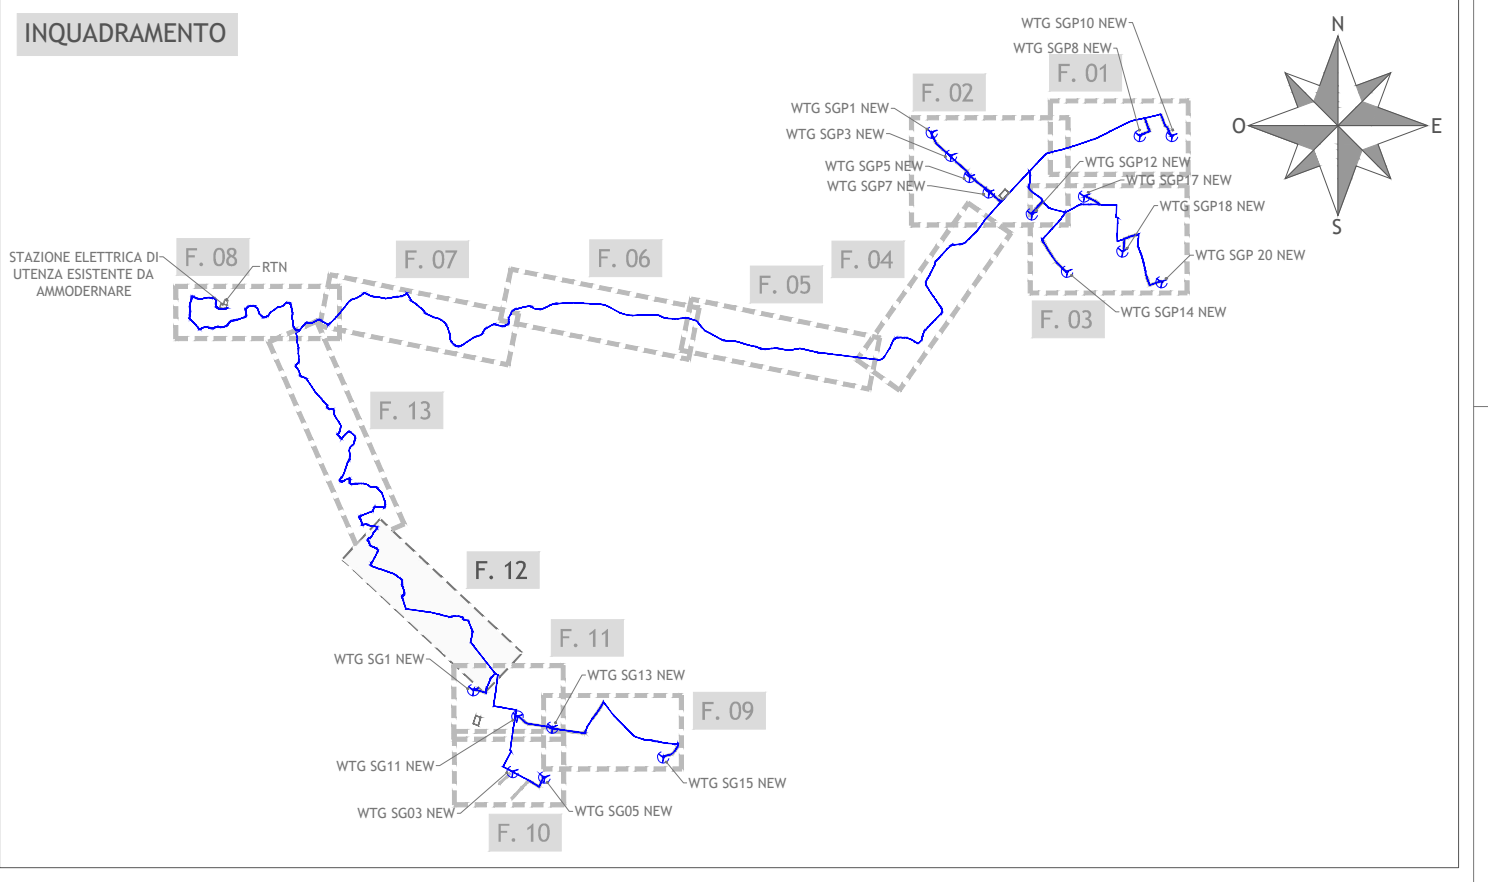 INQUADRAMENTO
WTG SGP10 NEW
N
WTG SGP8 NEW
F. 01
F. 02
WTG SGP1 NEW
O
E
WTG SGP3 NEW
WTG SGP12 NEW
WTG SGP5 NEW
WTG SGP17 NEW
WTG SGP7 NEW
WTG SGP18 NEW
S
STAZIONE ELETTRICA DI
UTENZA ESISTENTE DA
AMMODERNARE
F. 08
RTN
F. 07
F. 06
F. 05
F. 04
WTG SGP 20 NEW
WTG SGP14 NEW
F. 03
F. 13
F. 12
F. 11
WTG SG1 NEW
WTG SG13 NEW
F. 09
WTG SG11 NEW
WTG SG15 NEW
WTG SG03 NEW
WTG SG05 NEW
F. 10